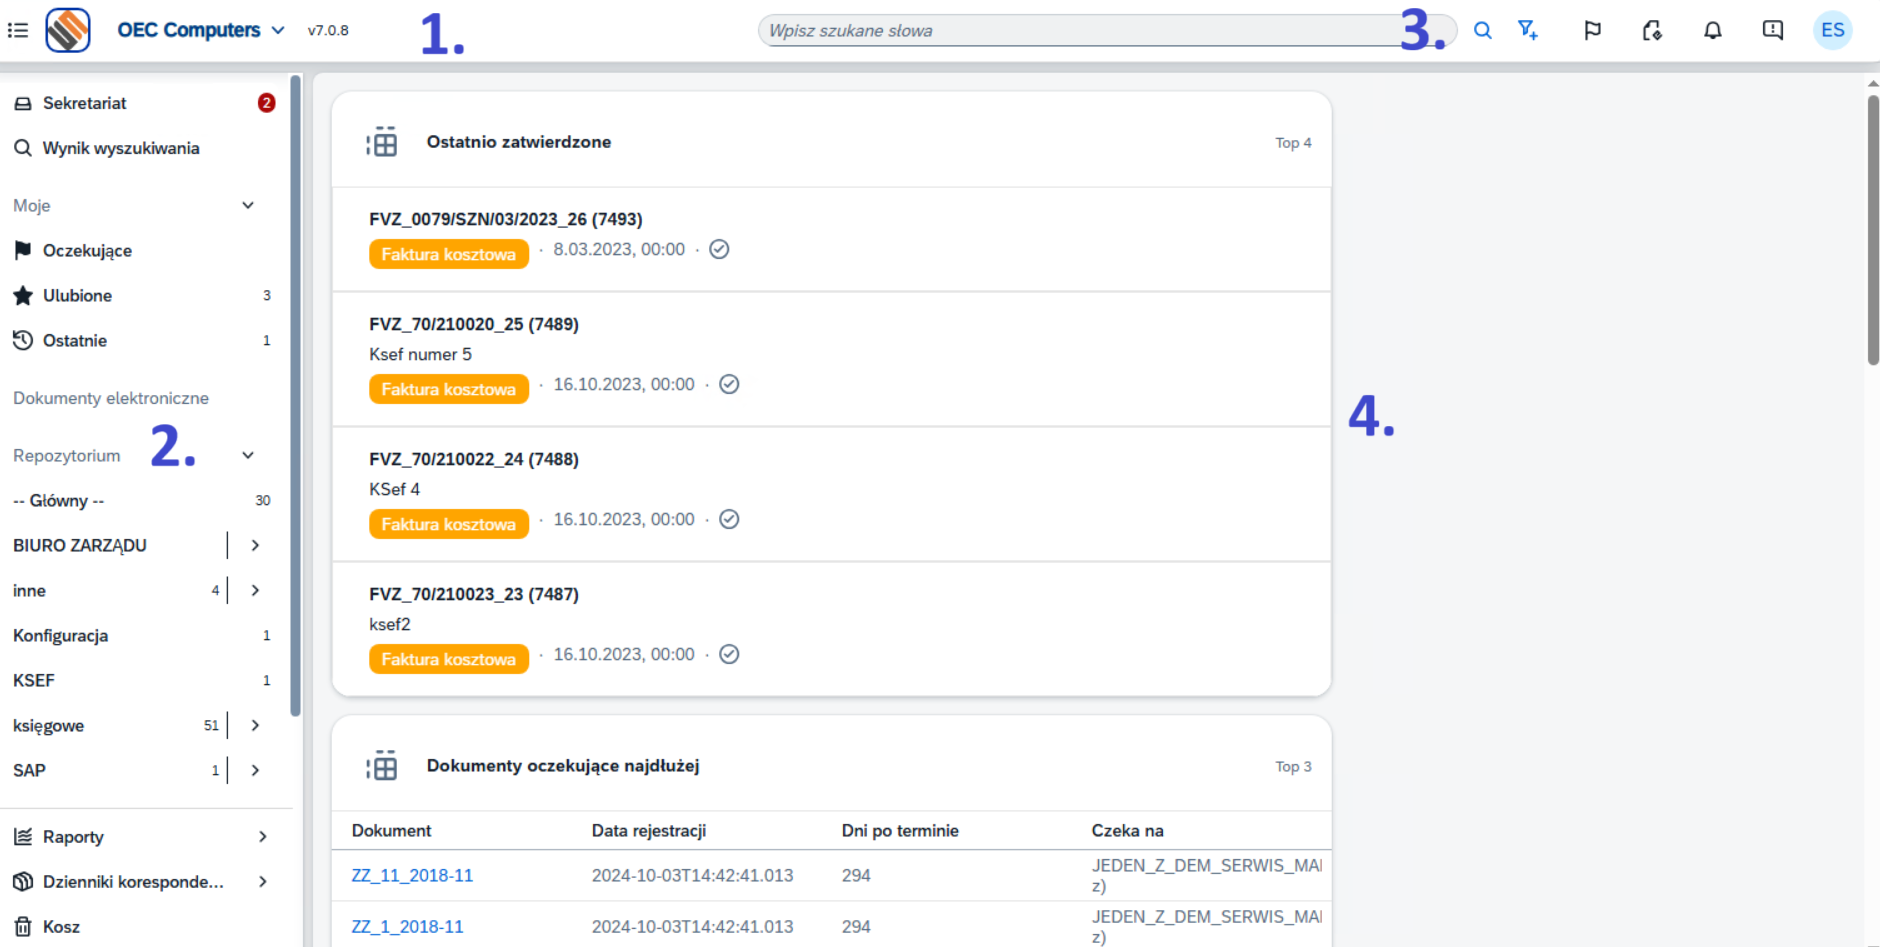 OEC Computers
v7.0.8
1.
Wpisz szukane słowa
3.
ES
Sekretariat
2
Wynik wyszukiwania
Moje
Oczekujące
Ulubione
3
Ostatnie
1
Dokumenty elektroniczne
Repozytorium
2.
-- Główny --
30
BIURO ZARZĄDU
inne
4
Konfiguracja
1
KSEF
1
księgowe
51
SAP
1
Raporty
Dzienniki koresponde...
Kosz
Ostatnio zatwierdzone
Top 4
FVZ_0079/SZN/03/2023_26 (7493)
Faktura kosztowa · 8.03.2023, 00:00 ·
FVZ_70/210020_25 (7489)
Ksef numer 5
Faktura kosztowa · 16.10.2023, 00:00 ·
FVZ_70/210022_24 (7488)
KSef 4
Faktura kosztowa · 16.10.2023, 00:00 ·
FVZ_70/210023_23 (7487)
ksef2
Faktura kosztowa · 16.10.2023, 00:00 ·
4.
Dokumenty oczekujące najdłużej
Top 3
Dokument Data rejestracji Dni po terminie Czeka na
ZZ_11_2018-11 2024-10-03T14:42:41.013 294 JEDEN_Z_DEM_SERWIS_MA
z)
ZZ_1_2018-11 2024-10-03T14:42:41.013 294 JEDEN_Z_DEM_SERWIS_MA
z)